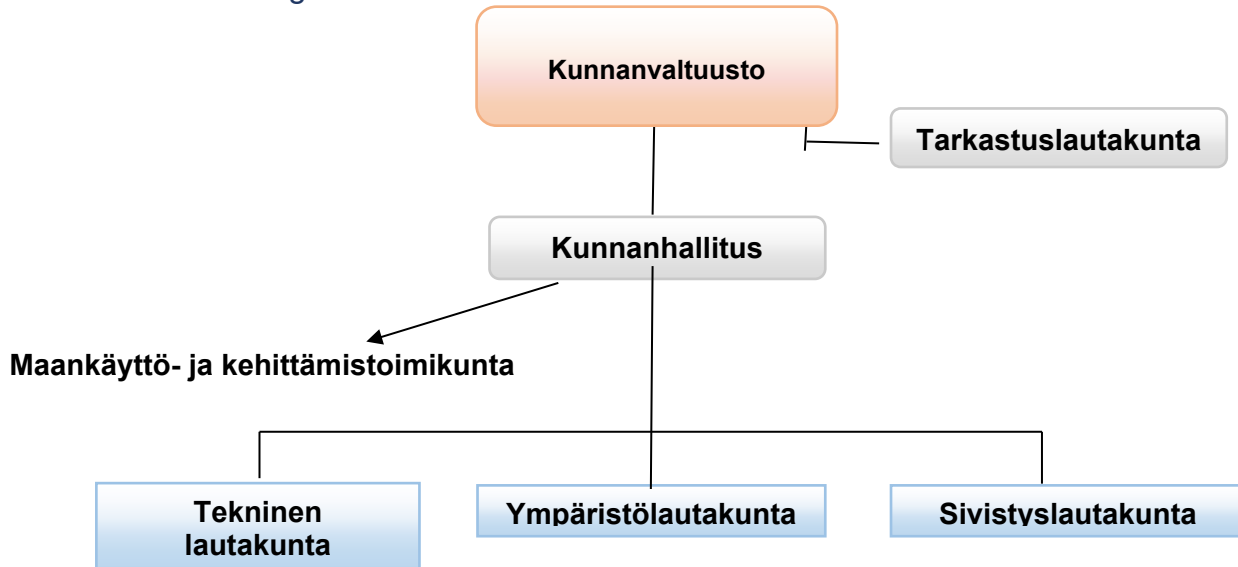 Kunnanvaltuusto
Tarkastuslautakunta
Kunnanhallitus
Maankäyttö- ja kehittämistoimikunta
Tekninen
lautakunta
Ympäristölautakunta
Sivistyslautakunta